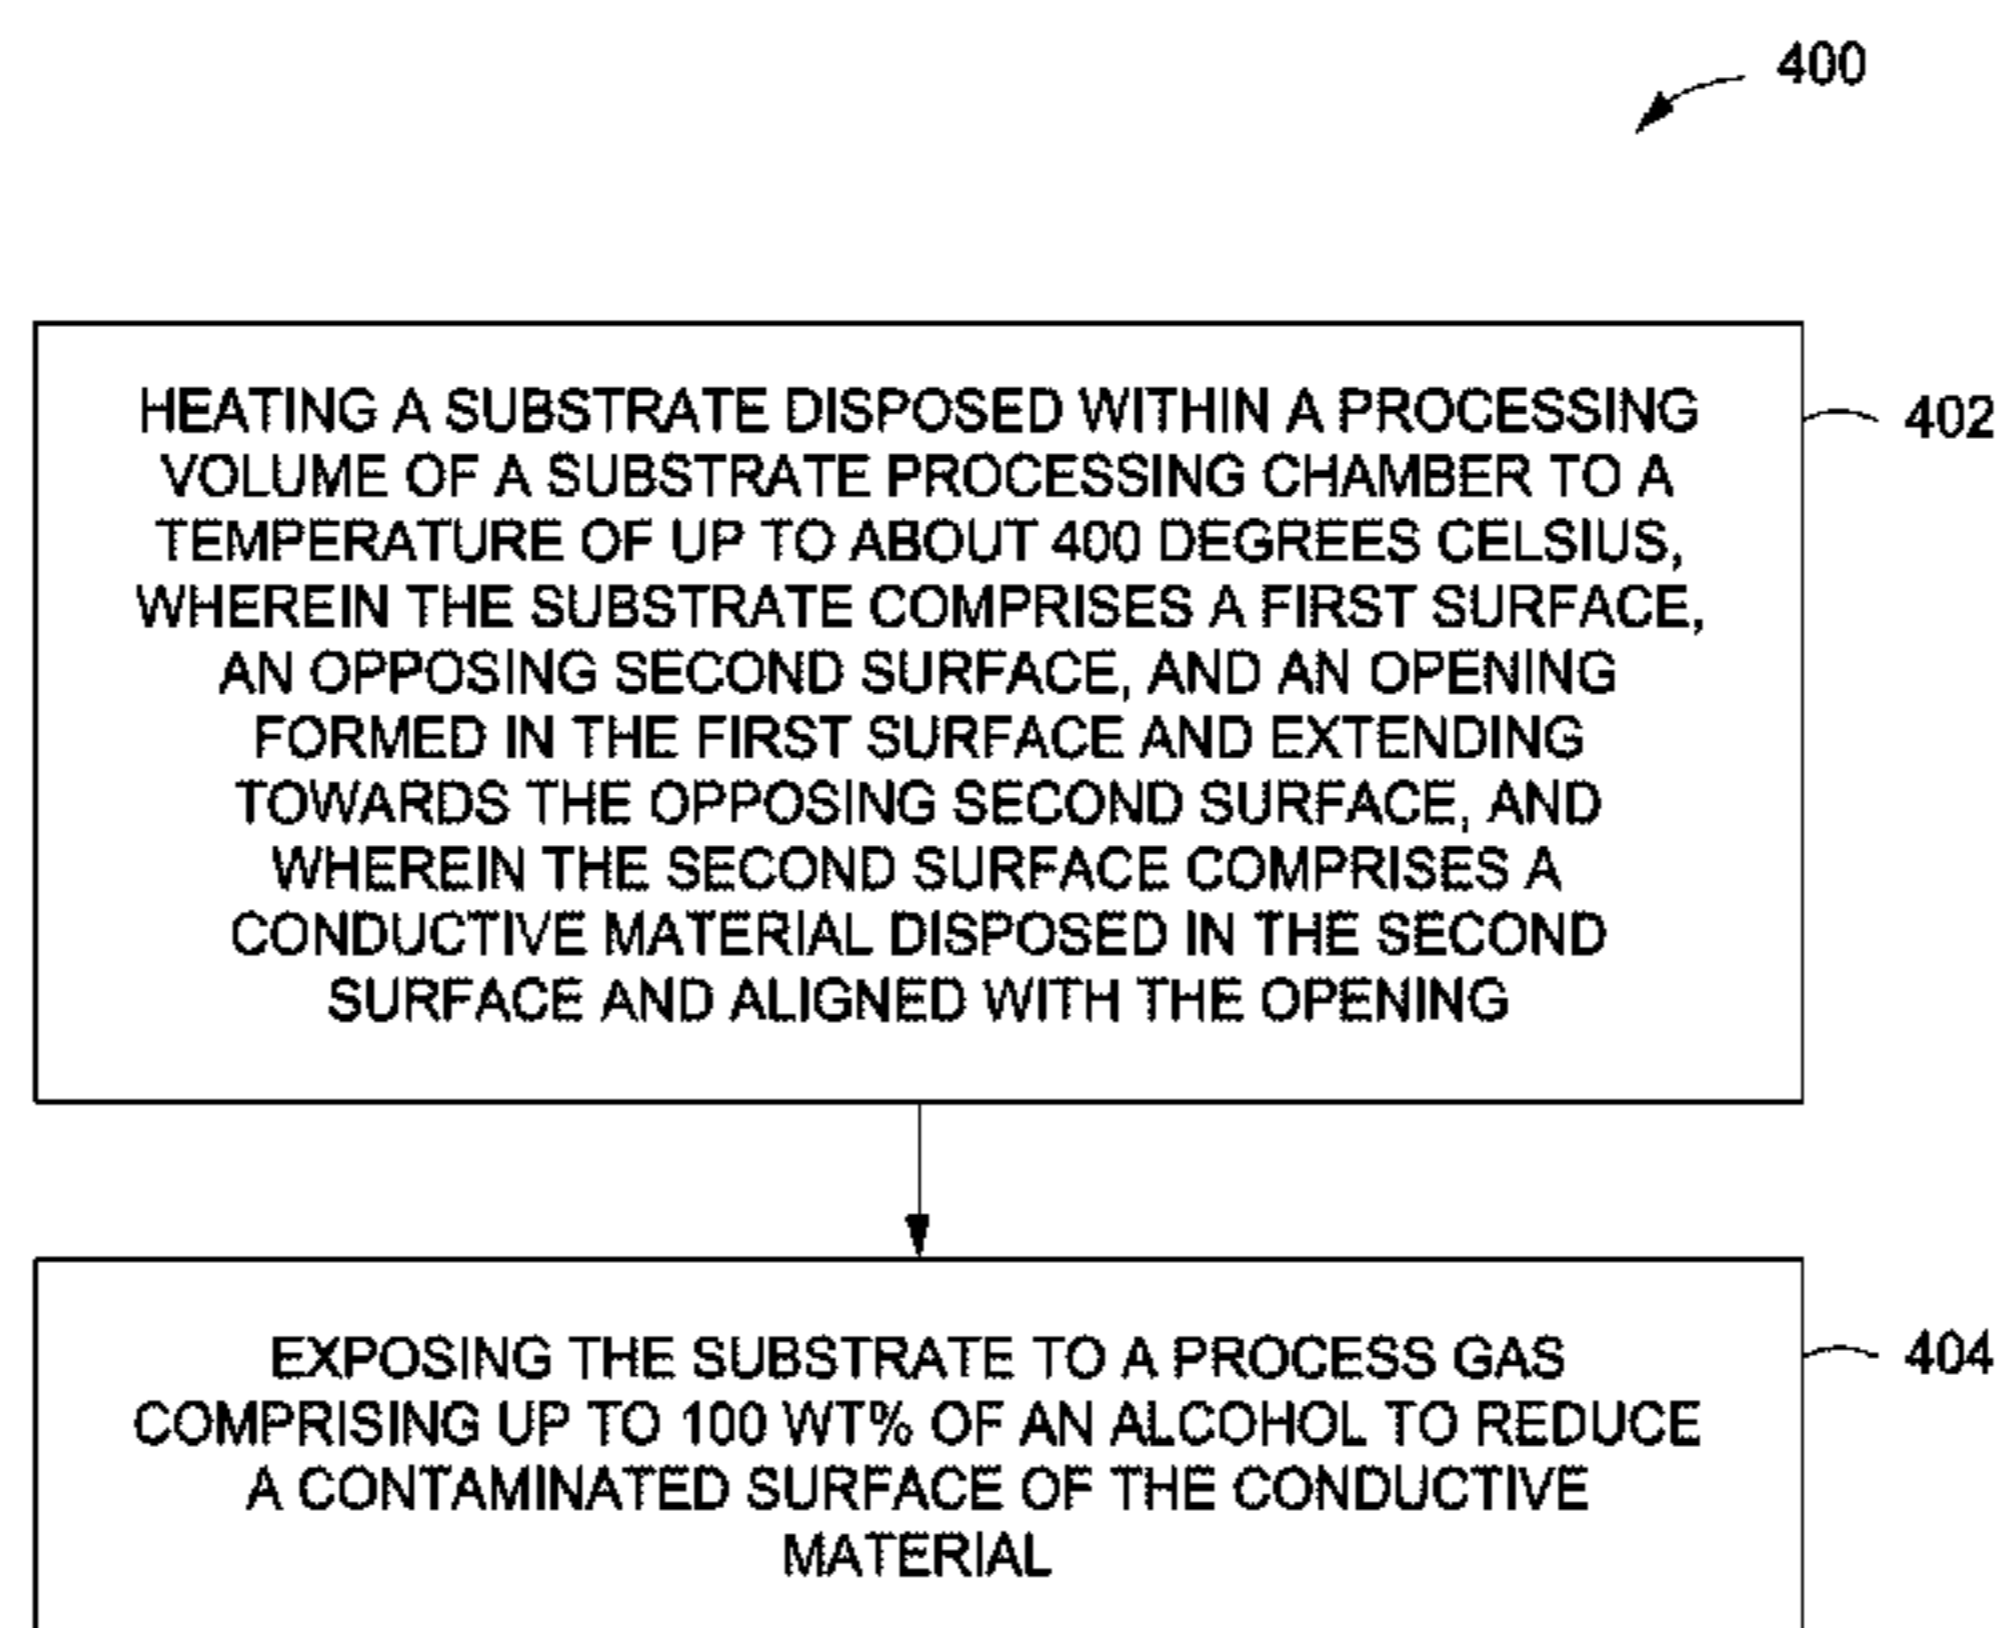 400
HEATING A SUBSTRATE DISPOSED WITHIN A PROCESSING
VOLUME OF A SUBSTRATE PROCESSING CHAMBER TO A
TEMPERATURE OF UP TO ABOUT 400 DEGREES CELSIUS,
WHEREIN THE SUBSTRATE COMPRISES A FIRST SURFACE,
AN OPPOSING SECOND SURFACE, AND AN OPENING
FORMED IN THE FIRST SURFACE AND EXTENDING
TOWARDS THE OPPOSING SECOND SURFACE, AND
WHEREIN THE SECOND SURFACE COMPRISES A
CONDUCTIVE MATERIAL DISPOSED IN THE SECOND
SURFACE AND ALIGNED WITH THE OPENING
402
EXPOSING THE SUBSTRATE TO A PROCESS GAS
COMPRISING UP TO 100 WT% OF AN ALCOHOL TO REDUCE
A CONTAMINATED SURFACE OF THE CONDUCTIVE
MATERIAL
404